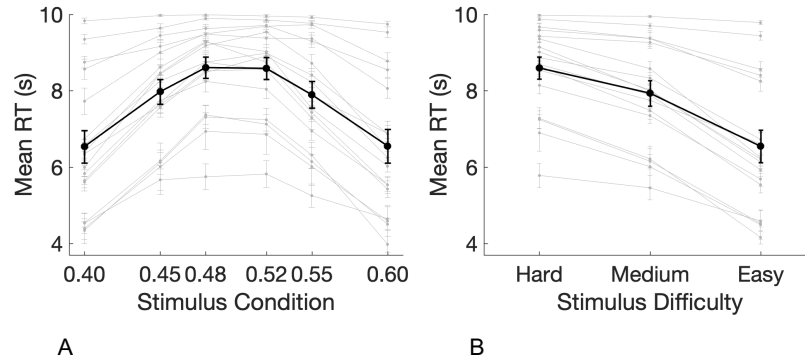 10
8
6
4
Mean RT (s)
0.40 0.45 0.48 0.52 0.55 0.60
Stimulus Condition
A
10
8
6
4
Mean RT (s)
Hard Medium Easy
Stimulus Difficulty
B